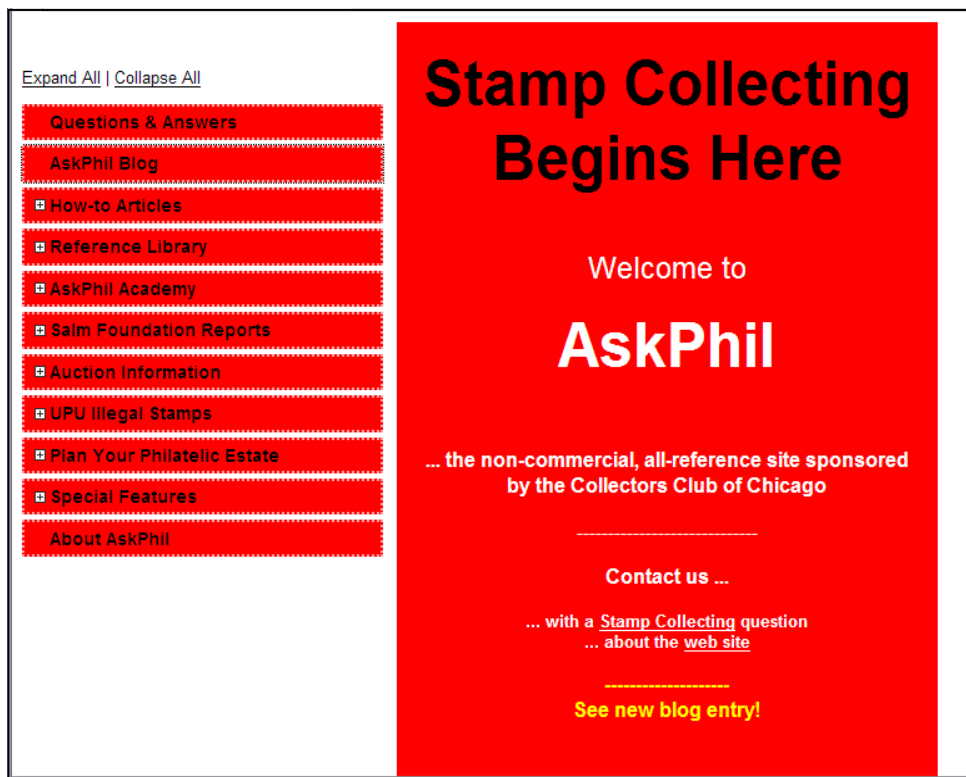 Expand All | Collapse All
Questions & Answers
AskPhil Blog
How-to Articles
Reference Library
AskPhil Academy
Salm Foundation Reports
Auction Information
UPU Illegal Stamps
Plan Your Philatelic Estate
Special Features
About AskPhil
Stamp Collecting
Begins Here
Welcome to
AskPhil
... the non-commercial, all-reference site sponsored
by the Collectors Club of Chicago
-----------------------------
Contact us ...
... with a Stamp Collecting question
... about the web site
--------------------
See new blog entry!